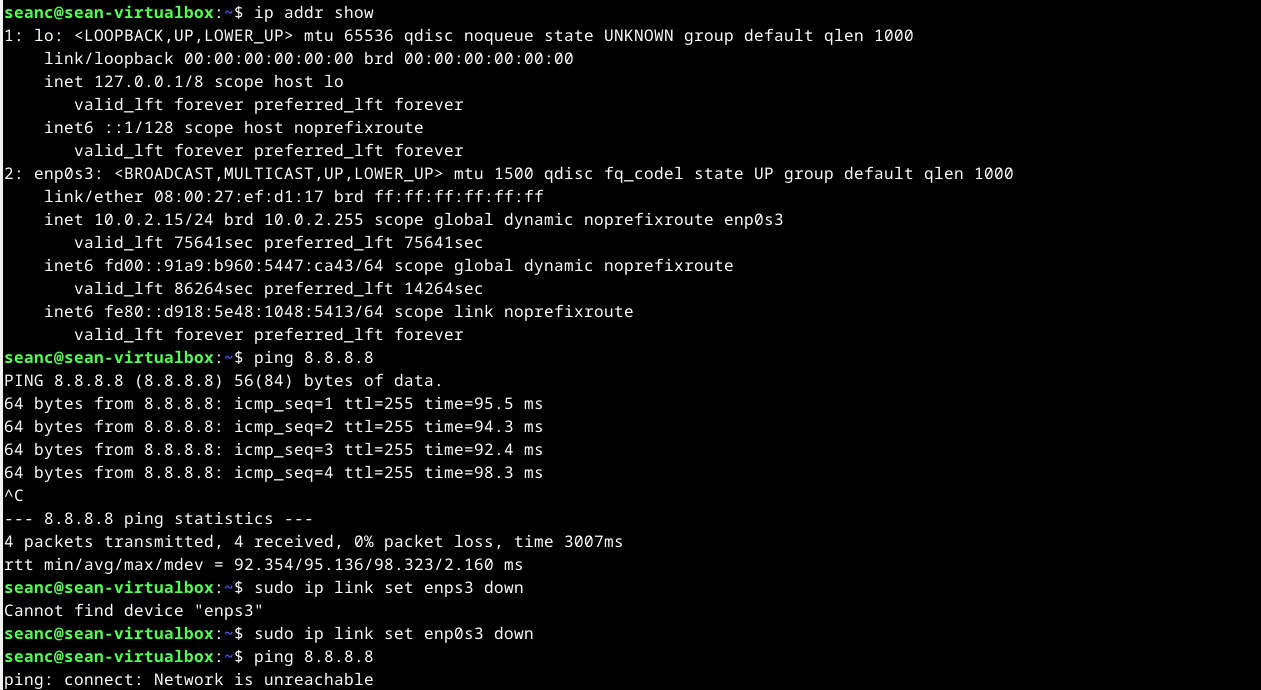 seanc@sean-virtualbox:~$ ip addr show
1: lo: <LOOPBACK,UP,LOWER_UP> mtu 65536 qdisc noqueue state UNKNOWN group default qlen 1000
    link/loopback 00:00:00:00:00:00 brd 00:00:00:00:00:00
    inet 127.0.0.1/8 scope host lo
       valid_lft forever preferred_lft forever
    inet6 ::1/128 scope host noprefixroute
       valid_lft forever preferred_lft forever
2: enp0s3: <BROADCAST,MULTICAST,UP,LOWER_UP> mtu 1500 qdisc fq_codel state UP group default qlen 1000
    link/ether 08:00:27:ef:d1:17 brd ff:ff:ff:ff:ff:ff
    inet 10.0.2.15/24 brd 10.0.2.255 scope global dynamic noprefixroute enp0s3
       valid_lft 75641sec preferred_lft 75641sec
    inet6 fd00::91a9:b960:5447:ca43/64 scope global dynamic noprefixroute
       valid_lft 86264sec preferred_lft 14264sec
    inet6 fe80::d918:5e48:1048:5413/64 scope link noprefixroute
       valid_lft forever preferred_lft forever
seanc@sean-virtualbox:~$ ping 8.8.8.8
PING 8.8.8.8 (8.8.8.8) 56(84) bytes of data.
64 bytes from 8.8.8.8: icmp_seq=1 ttl=255 time=95.5 ms
64 bytes from 8.8.8.8: icmp_seq=2 ttl=255 time=94.3 ms
64 bytes from 8.8.8.8: icmp_seq=3 ttl=255 time=92.4 ms
64 bytes from 8.8.8.8: icmp_seq=4 ttl=255 time=98.3 ms
^C
--- 8.8.8.8 ping statistics ---
4 packets transmitted, 4 received, 0% packet loss, time 3007ms
rtt min/avg/max/mdev = 92.354/95.136/98.323/2.160 ms
seanc@sean-virtualbox:~$ sudo ip link set enps3 down
Cannot find device "enps3"
seanc@sean-virtualbox:~$ sudo ip link set enp0s3 down
seanc@sean-virtualbox:~$ ping 8.8.8.8
ping: connect: Network is unreachable